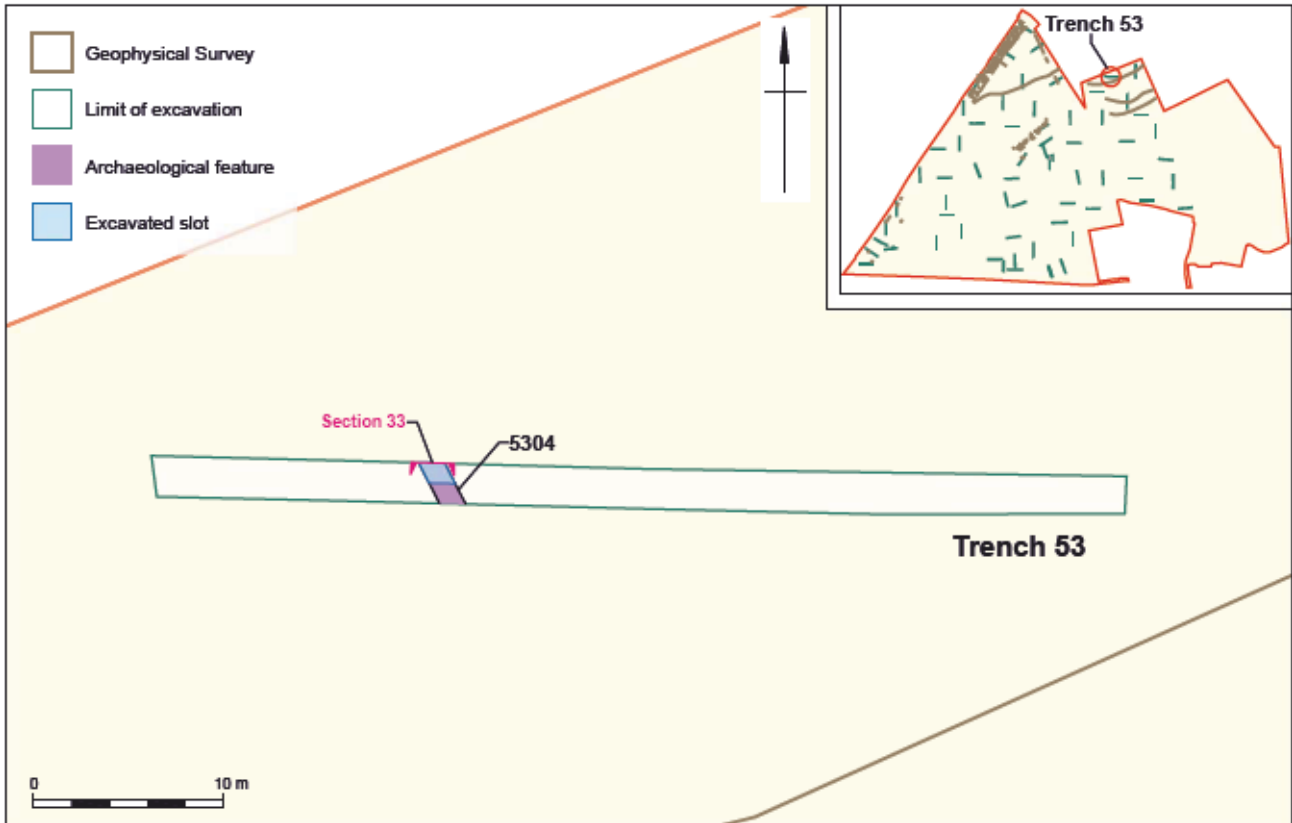 Geophysical Survey
Limit of excavation
Archaeological feature
Excavated slot
Trench 53
Section 33
5304
Trench 53
0 10 m